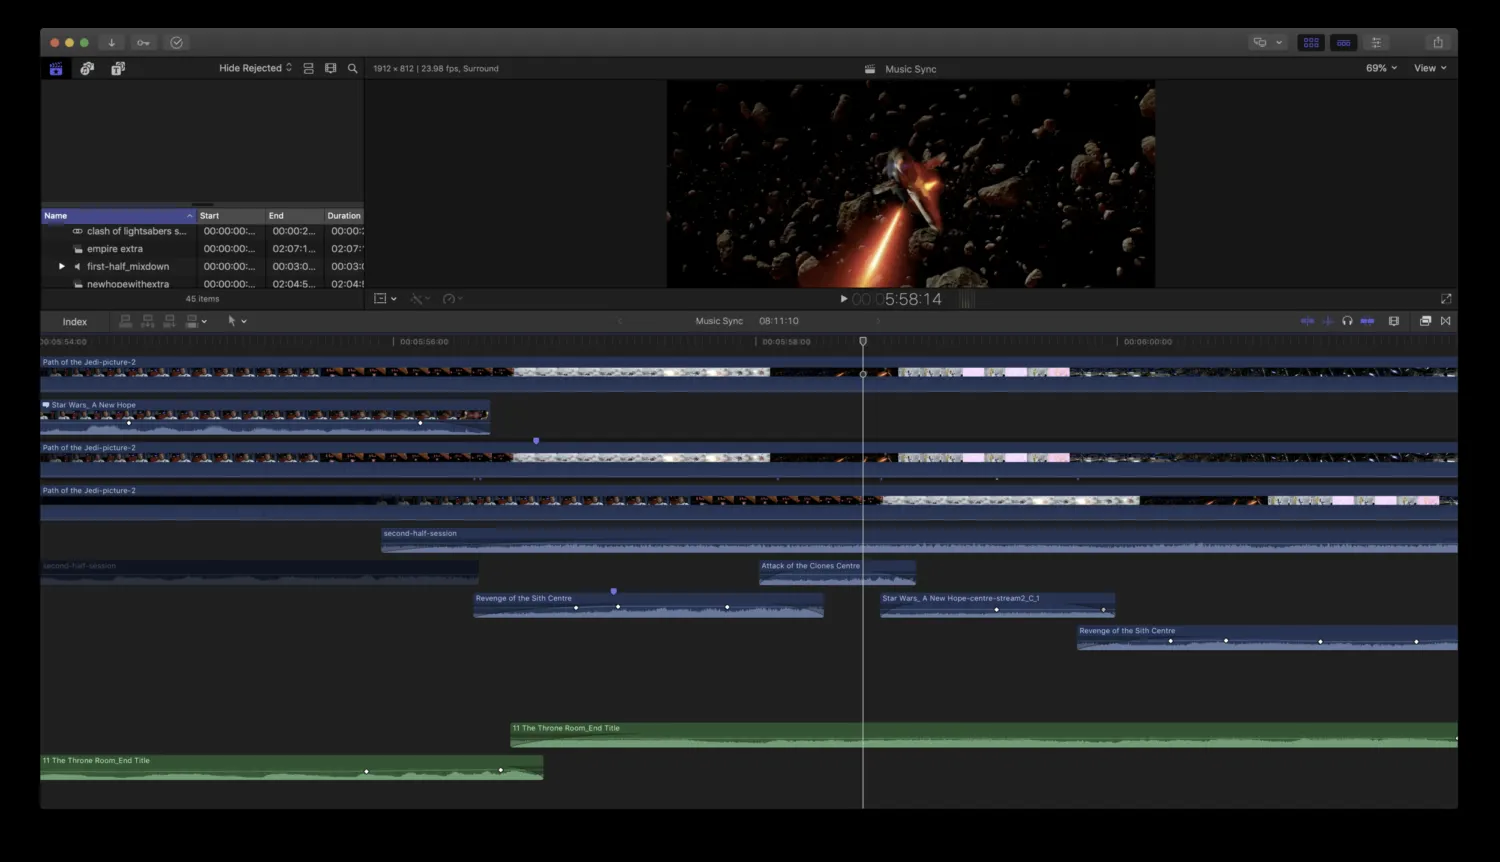 Hide Rejected
1912 × 812 | 23.98 fps, Surround
Music Sync
69%
View
Name Start End Duration
clash of lightsabers s... 00:00:00:... 00:00:2... 00:00:
empire extra 00:00:00:... 02:07:1... 02:07:
first-half_mixdown 00:00:00:... 00:03:0... 00:03:
newhopewithextra 00:00:00:... 02:04:5... 02:04:
45 items
00:05:58:14
Index
Music Sync 08:11:10
00:05:54:00 00:05:56:00 00:05:58:00 00:06:00:00
Path of the Jedi-picture-2
Star Wars_ A New Hope
Path of the Jedi-picture-2
Path of the Jedi-picture-2
second-half-session
second-half-session
Attack of the Clones Centre
Revenge of the Sith Centre
Star Wars_ A New Hope-centre-stream2_C_1
Revenge of the Sith Centre
11 The Throne Room_End Title
11 The Throne Room_End Title